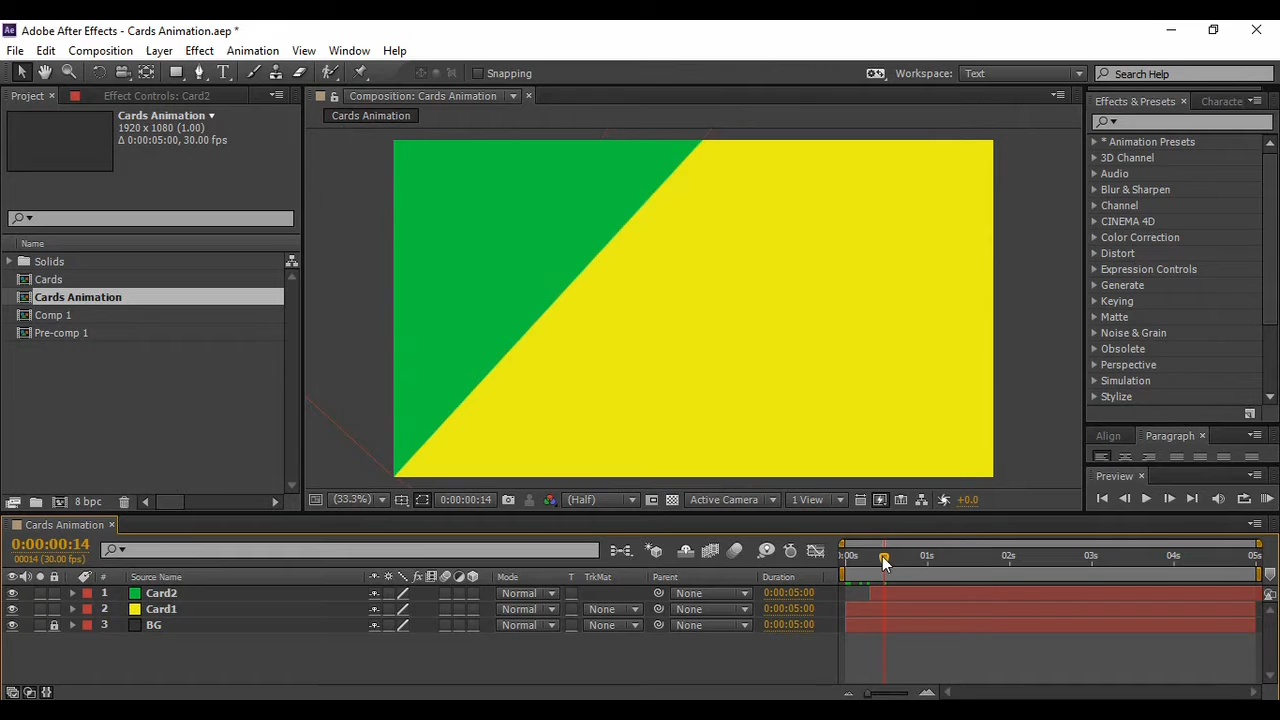 Ae Adobe After Effects - Cards Animation.aep *
File Edit Composition Layer Effect Animation View Window Help
Snapping Workspace: Text Search Help
Project × Effect Controls: Card2 Composition: Cards Animation × Effects & Presets × Characte
Cards Animation▼ Cards Animation
1920 x 1080 (1.00)
Δ 0:00:05:00, 30.00 fps
* Animation Presets
3D Channel
Audio
Blur & Sharpen
Channel
CINEMA 4D
Color Correction
Distort
Expression Controls
Generate
Keying
Matte
Noise & Grain
Obsolete
Perspective
Simulation
Stylize
Name
Solids
Cards
Cards Animation
Comp 1
Pre-comp 1
Align Paragraph ×
Preview ×
8 bpc (33.3%) 0:00:00:14 (Half) Active Camera 1 View +0.0
Cards Animation ×
0:00:00:14
00014 (30.00 fps)
:00s 01s 02s 03s 04s 05s
# Source Name Mode T TrkMat Parent Duration
1 Card2 Normal None 0:00:05:00
2 Card1 Normal None None 0:00:05:00
3 BG Normal None None 0:00:05:00